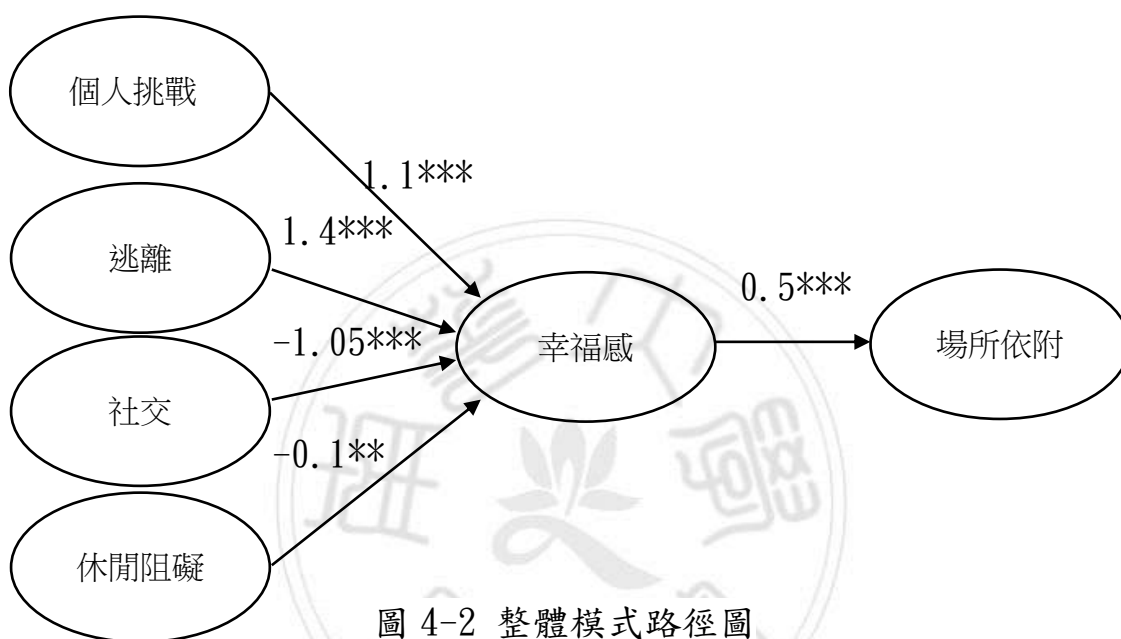 個人挑戰
1.1***
逃離
1.4***
-1.05***
社交
幸福感
0.5***
場所依附
-0.1**
休閒阻礙
圖 4-2 整體模式路徑圖